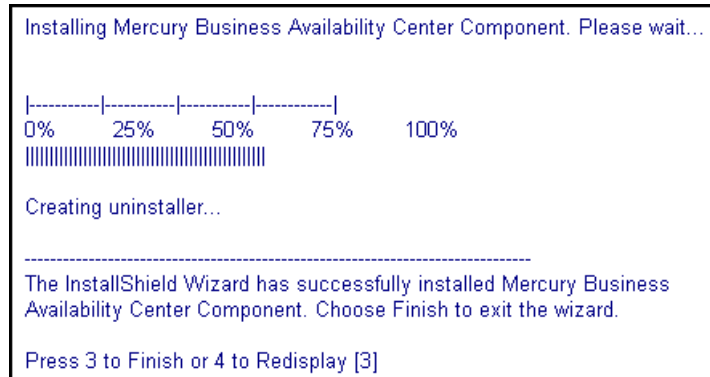 Installing Mercury Business Availability Center Component. Please wait...
|-----------|-----------|-----------|------------|
0% 25% 50% 75% 100%
||||||||||||||||||||||||||||||||||||||||||||||||||
Creating uninstaller...
-------------------------------------------------------------------------------
The InstallShield Wizard has successfully installed Mercury Business
Availability Center Component. Choose Finish to exit the wizard.
Press 3 to Finish or 4 to Redisplay [3]